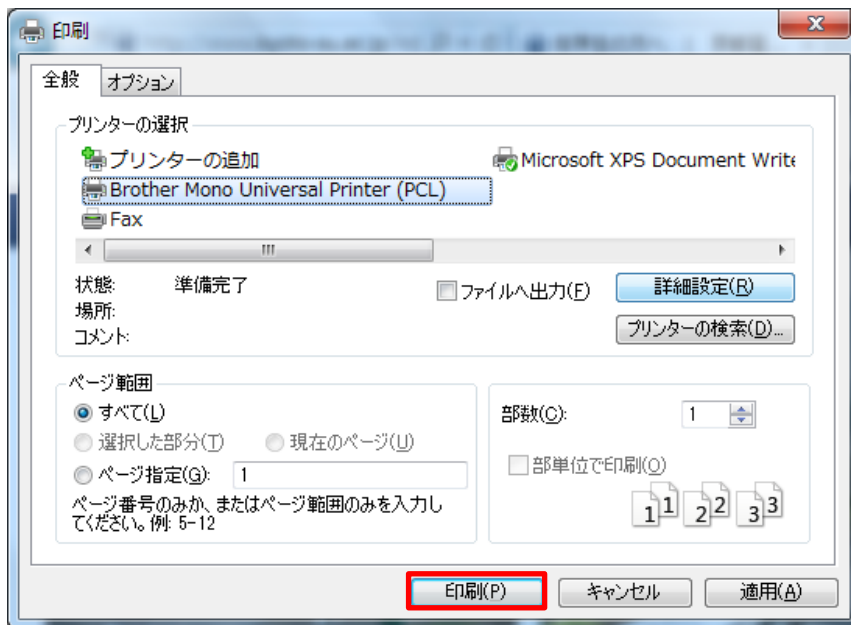 印刷
全般
オプション
プリンターの選択
プリンターの追加
Microsoft XPS Document Write
Brother Mono Universal Printer (PCL)
Fax
状態: 準備完了
場所:
コメント:
ファイルへ出力(F)
詳細設定(R)
プリンターの検索(D)...
ページ範囲
すべて(L)
選択した部分(T) 現在のページ(U)
ページ指定(G): 1
ページ番号のみか、またはページ範囲のみを入力し
てください。例: 5-12
部数(C): 1
部単位で印刷(O)
1 1 2 2 3 3
印刷(P) キャンセル 適用(A)